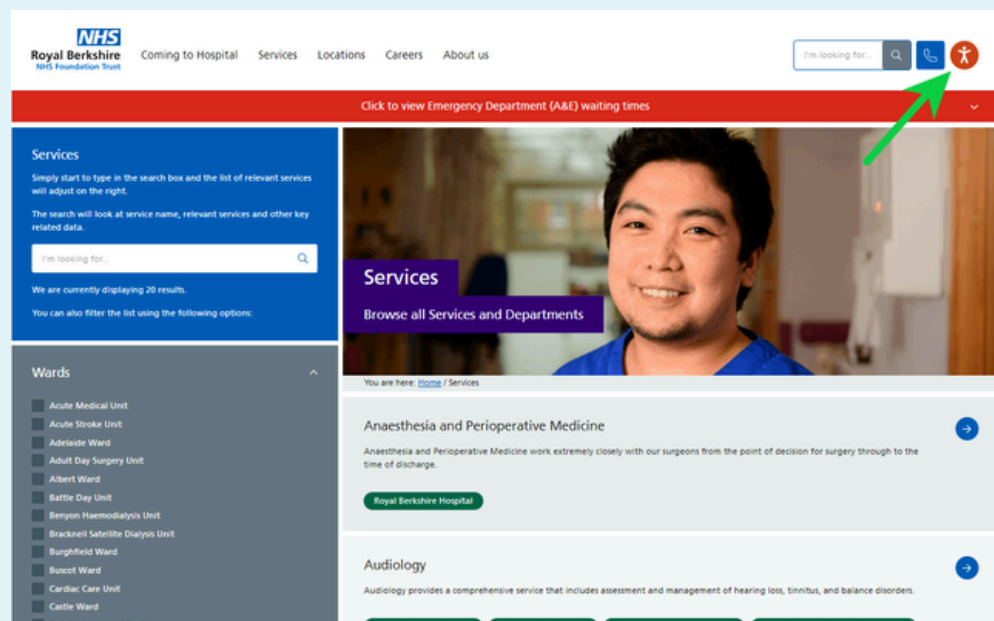 NHS
Royal Berkshire
NHS Foundation Trust
Coming to Hospital Services Locations Careers About us
I'm looking for...
Click to view Emergency Department (A&E) waiting times
Services
Simply start to type in the search box and the list of relevant services
will adjust on the right.
The search will look at service name, relevant services and other key
related data.
I'm looking for...
We are currently displaying 20 results.
You can also filter the list using the following options:
Wards
Acute Medical Unit
Acute Stroke Unit
Adelaide Ward
Adult Day Surgery Unit
Albert Ward
Battle Day Unit
Benyon Haemodialysis Unit
Bracknell Satellite Dialysis Unit
Burghfield Ward
Buscot Ward
Cardiac Care Unit
Castle Ward
Services
Browse all Services and Departments
You are here: Home / Services
Anaesthesia and Perioperative Medicine
Anaesthesia and Perioperative Medicine work extremely closely with our surgeons from the point of decision for surgery through to the
time of discharge.
Royal Berkshire Hospital
Audiology
Audiology provides a comprehensive service that includes assessment and management of hearing loss, tinnitus, and balance disorders.